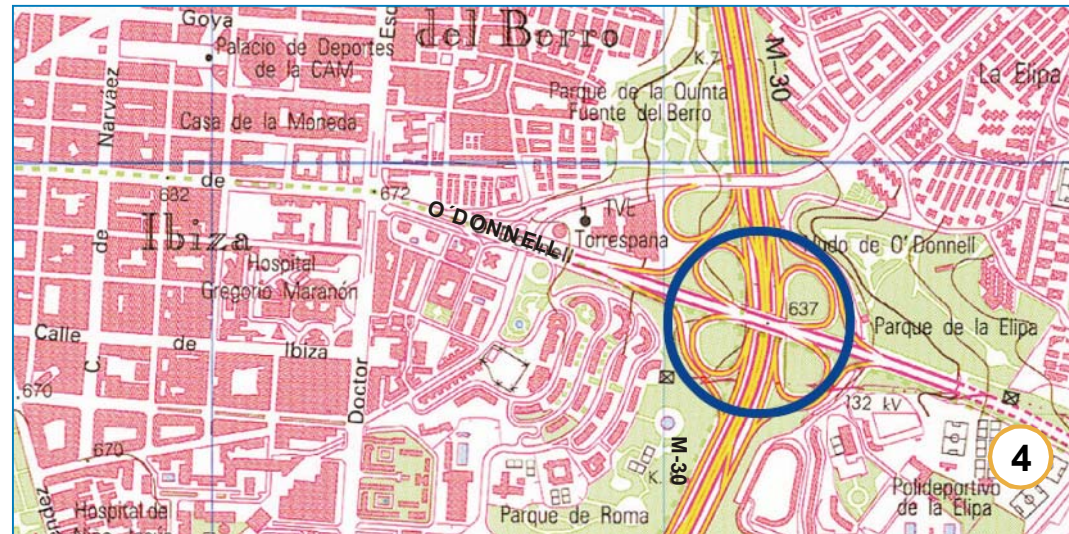 Goya
Palacio de Deportes
de la CAM
Narvaez
de
C.
Casa de la Moneda
del Berro
K.7
M-30
Parque de la Quinta
Fuente del Berro
La Elipa
682
de
672
O´DONNELL
TVE
Torrespaña
Nudo de O'Donnell
Ibiza
Hospital
Gregorio Marañón
637
Parque de la Elipa
Calle
de
Ibiza
Doctor
670
670
132 kV
M-30
K.
4
Polideportivo
de la Elipa
Parque de Roma
Hospital de